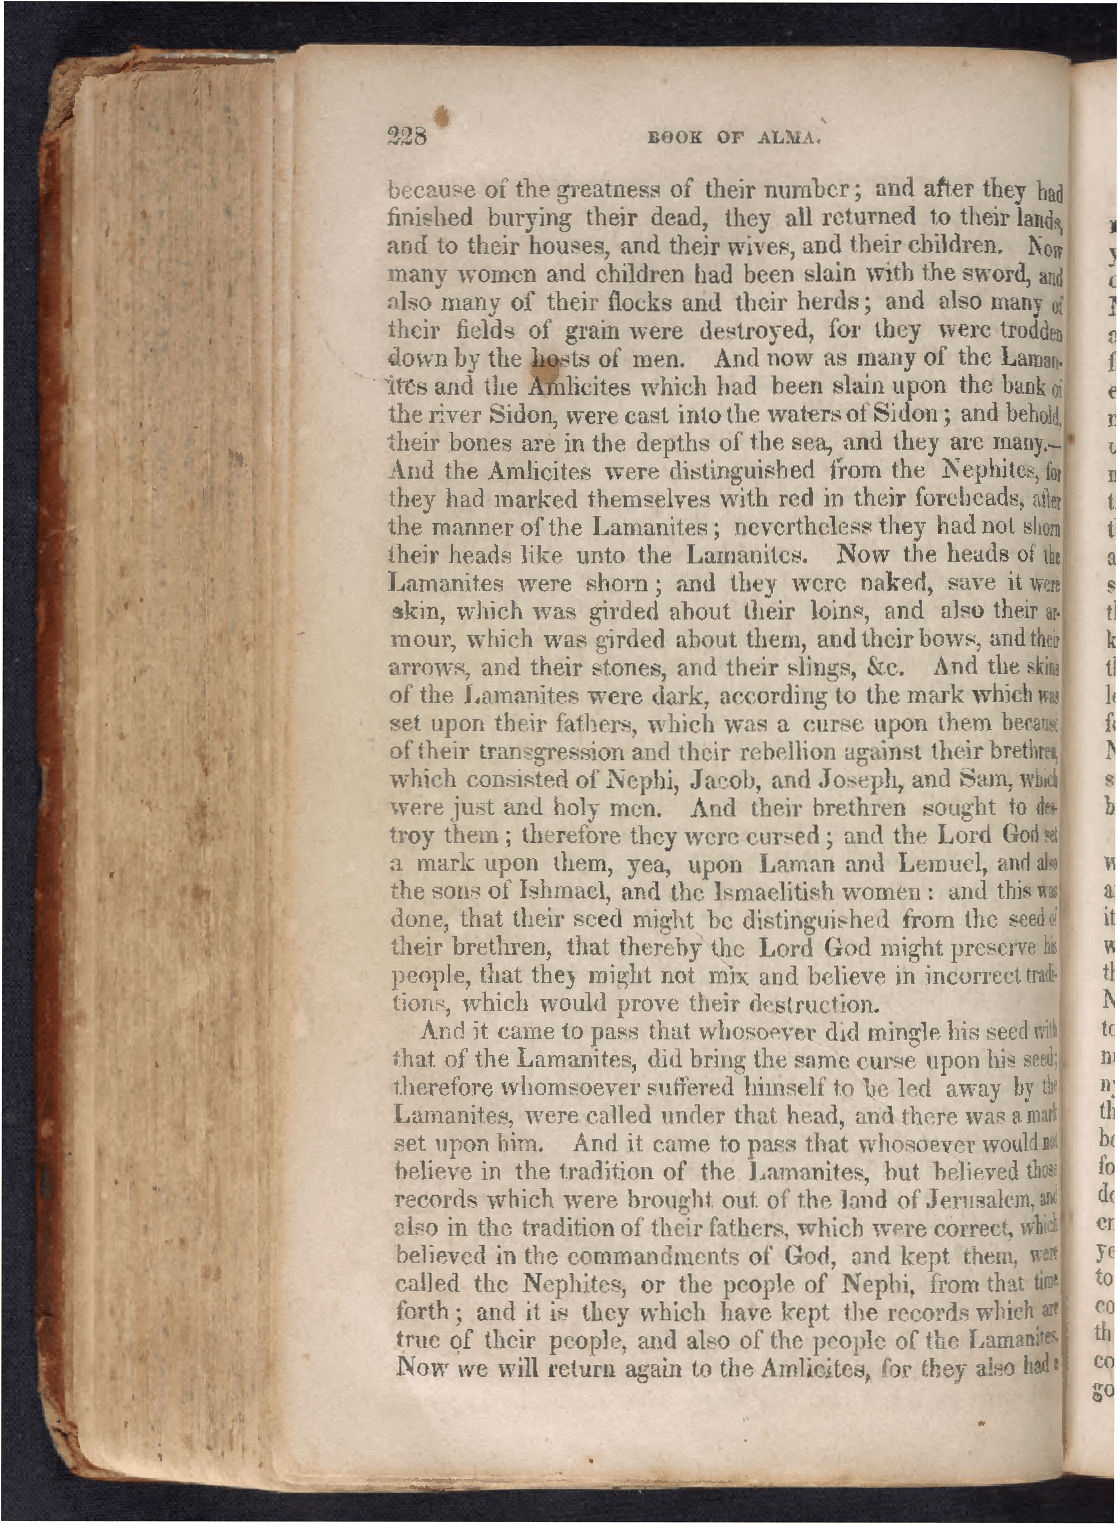 228 BOOK OF ALMA.
because of the greatness of their number; and after they had
finished burying their dead, they all returned to their lands,
and to their houses, and their wives, and their children. Now
many women and children had been slain with the sword, and
also many of their flocks and their herds; and also many of
their fields of grain were destroyed, for they were trodden
down by the hosts of men. And now as many of the Laman-
ites and the Amlicites which had been slain upon the bank of
the river Sidon, were cast into the waters of Sidon; and behold,
their bones are in the depths of the sea, and they are many.—
And the Amlicites were distinguished from the Nephites, for
they had marked themselves with red in their foreheads, after
the manner of the Lamanites; nevertheless they had not shorn
their heads like unto the Lamanites. Now the heads of the
Lamanites were shorn; and they were naked, save it were
skin, which was girded about their loins, and also their ar-
mour, which was girded about them, and their bows, and their
arrows, and their stones, and their slings, &c. And the skins
of the Lamanites were dark, according to the mark which was
set upon their fathers, which was a curse upon them because
of their transgression and their rebellion against their brethren,
which consisted of Nephi, Jacob, and Joseph, and Sam, which
were just and holy men. And their brethren sought to des-
troy them; therefore they were cursed; and the Lord God set
a mark upon them, yea, upon Laman and Lemuel, and also
the sons of Ishmael, and the Ismaelitish women: and this was
done, that their seed might be distinguished from the seed of
their brethren, that thereby the Lord God might preserve his
people, that they might not mix and believe in incorrect tradi-
tions, which would prove their destruction.
And it came to pass that whosoever did mingle his seed with
that of the Lamanites, did bring the same curse upon his seed;
therefore whomsoever suffered himself to be led away by the
Lamanites, were called under that head, and there was a mark
set upon him. And it came to pass that whosoever would not
believe in the tradition of the Lamanites, but believed those
records which were brought out of the land of Jerusalem, and
also in the tradition of their fathers, which were correct, which
believed in the commandments of God, and kept them, were
called the Nephites, or the people of Nephi, from that time
forth; and it is they which have kept the records which are
true of their people, and also of the people of the Lamanites.
Now we will return again to the Amlicites, for they also had a